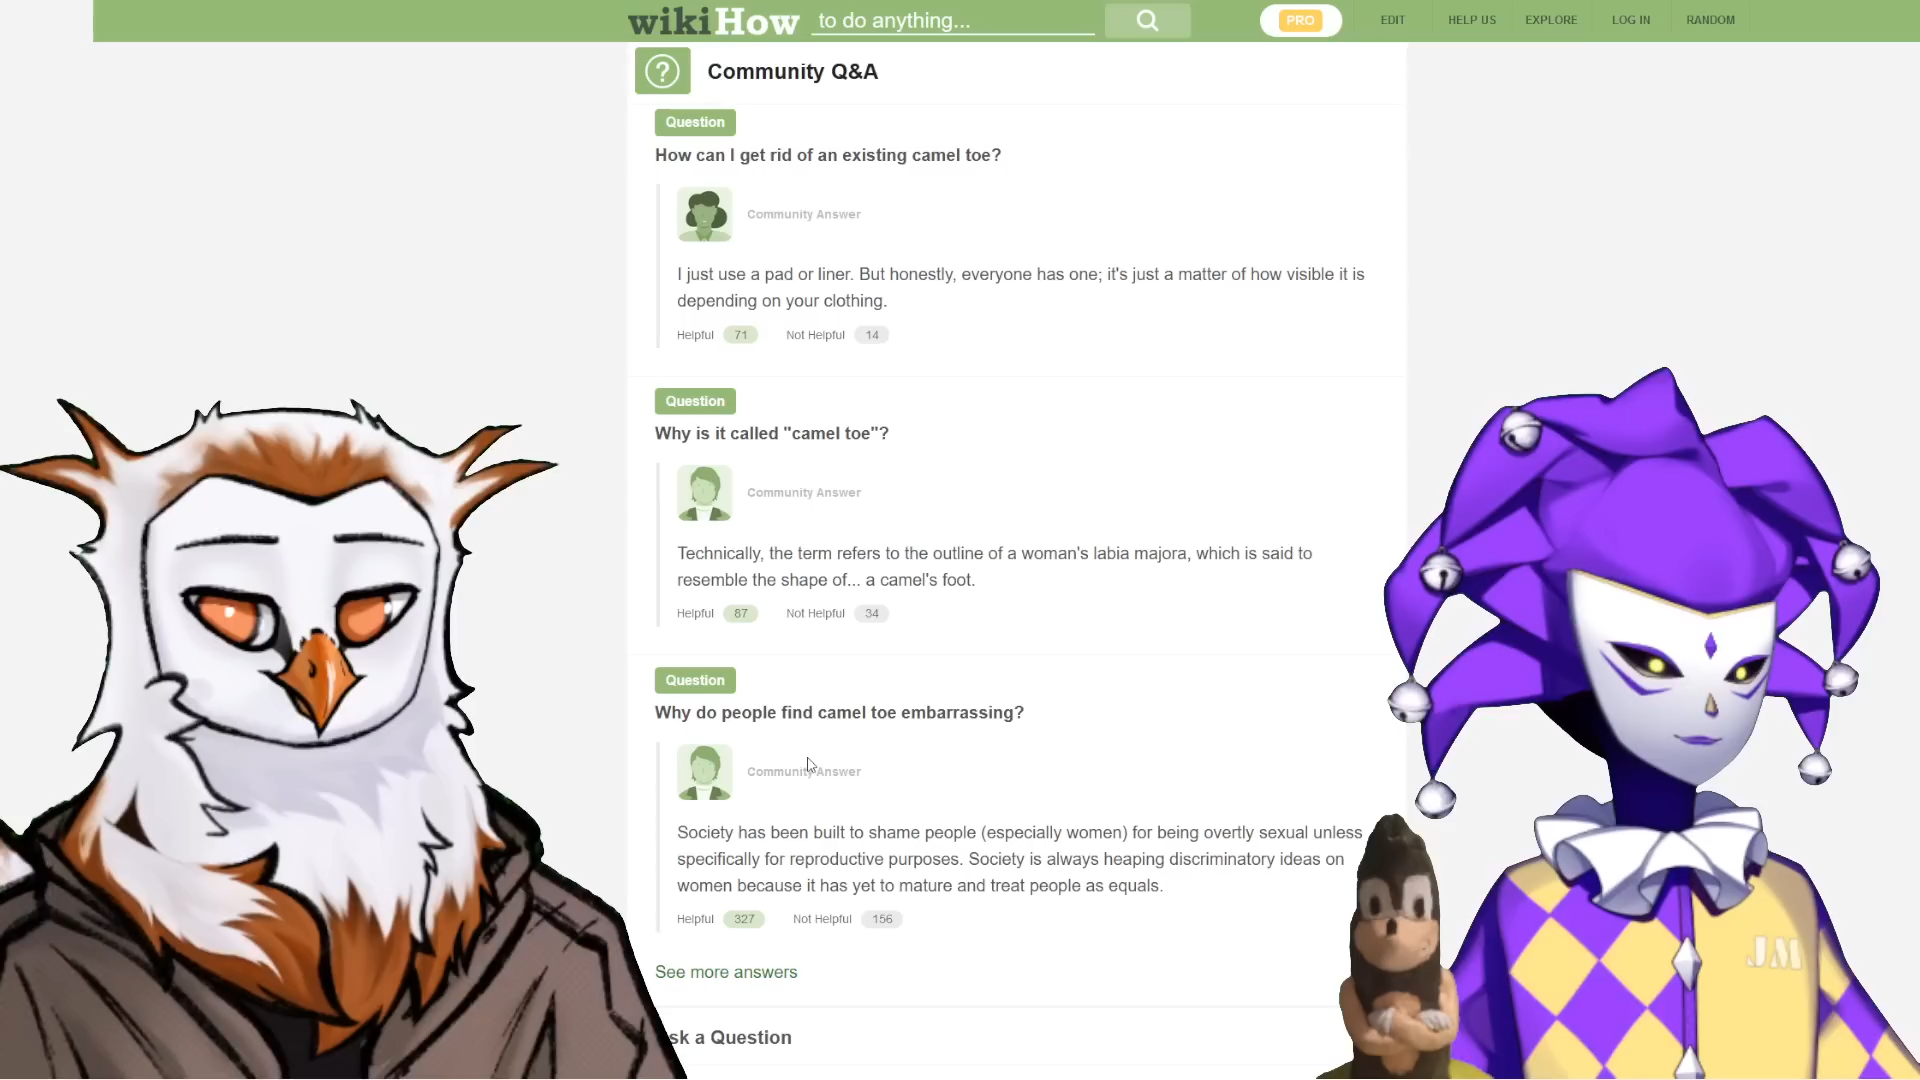 wikiHow to do anything... PRO EDIT HELP US EXPLORE LOG IN RANDOM
Community Q&A
Question
How can I get rid of an existing camel toe?
Community Answer
I just use a pad or liner. But honestly, everyone has one; it's just a matter of how visible it is
depending on your clothing.
Helpful 71 Not Helpful 14
Question
Why is it called "camel toe"?
Community Answer
Technically, the term refers to the outline of a woman's labia majora, which is said to
resemble the shape of... a camel's foot.
Helpful 87 Not Helpful 34
Question
Why do people find camel toe embarrassing?
Community Answer
Society has been built to shame people (especially women) for being overtly sexual unless
specifically for reproductive purposes. Society is always heaping discriminatory ideas on
women because it has yet to mature and treat people as equals.
Helpful 327 Not Helpful 156
See more answers
sk a Question
JM